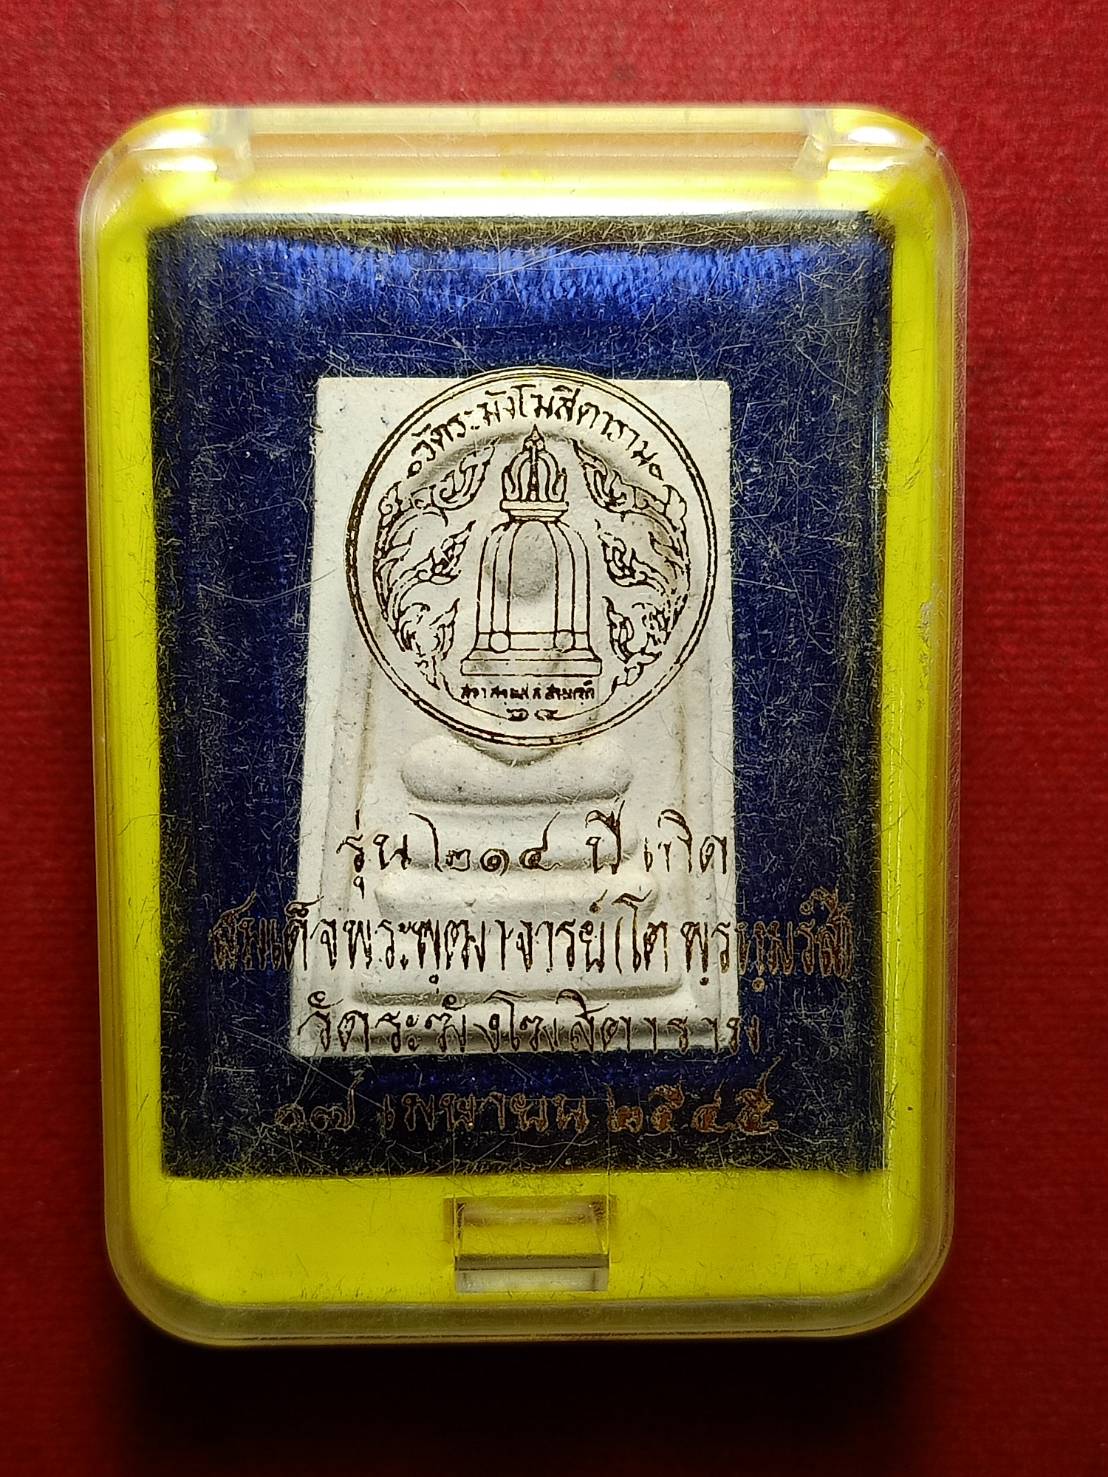 วัดระฆังโฆสิตาราม
รุ่น ๒๑๔ ปี เกิด
สมเด็จพระพุฒาจารย์(โต พฺรหฺมรํสี)
วัดระฆังโฆสิตาราม
๑๗ เมษายน ๒๕๔๕